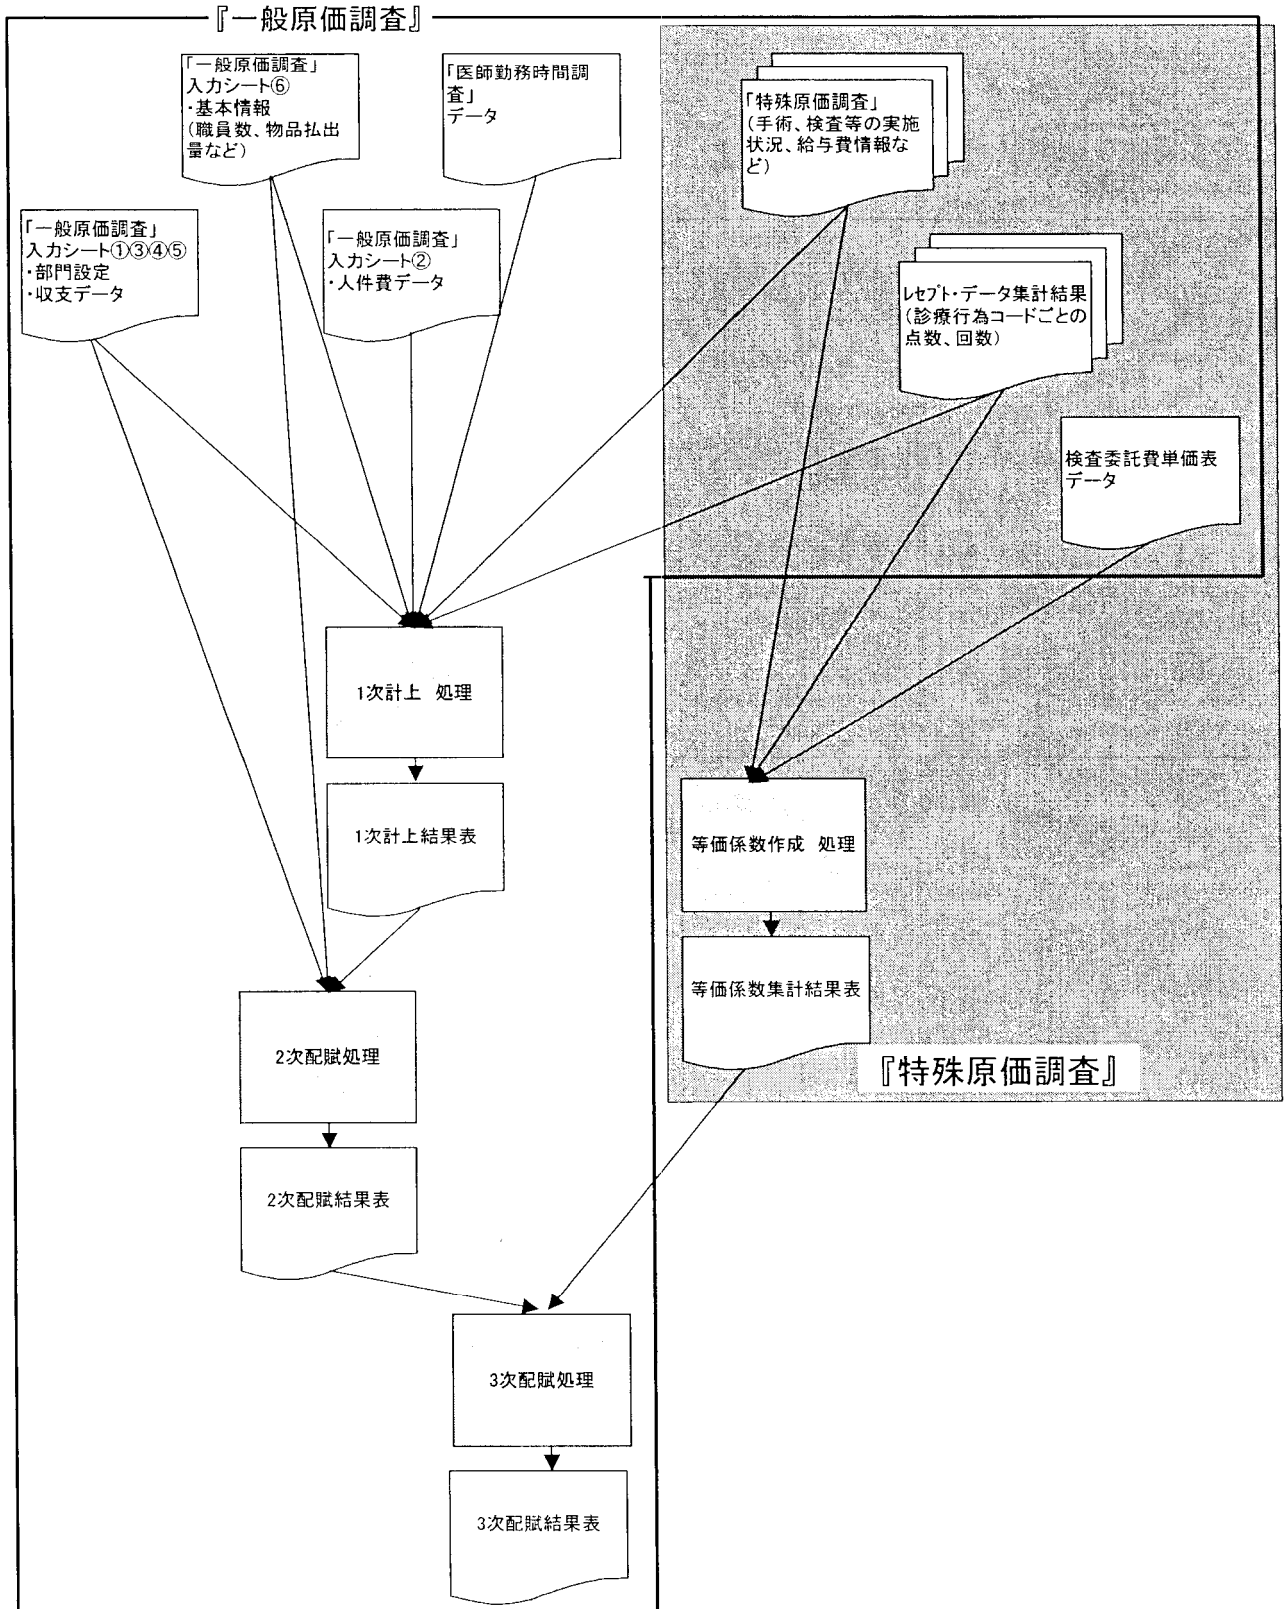 『一般原価調査』
「一般原価調査」
入力シート⑥
・基本情報
(職員数、物品払出
量など)
「医師勤務時間調
査」
データ
「特殊原価調査」
(手術、検査等の実施
状況、給与費情報な
ど)
「一般原価調査」
入力シート①③④⑤
・部門設定
・収支データ
「一般原価調査」
入力シート②
・人件費データ
レセプト・データ集計結果
(診療行為コードごとの
点数、回数)
検査委託費単価表
データ
1次計上 処理
1次計上結果表
等価係数作成 処理
等価係数集計結果表
2次配賦処理
『特殊原価調査』
2次配賦結果表
3次配賦処理
3次配賦結果表